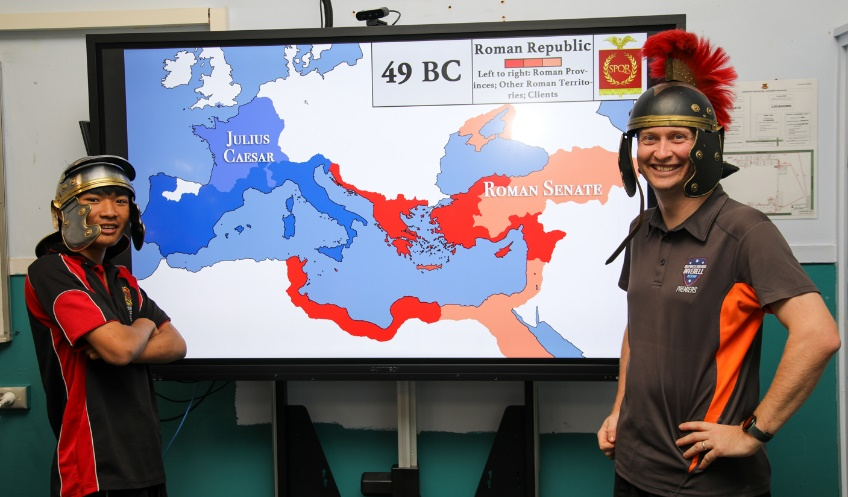 49 BC
Roman Republic
Left to right: Roman Prov-
inces; Other Roman Territo-
ries; Clients
SPQR
JULIUS
CAESAR
ROMAN SENATE
INVERELL
PREMIERS